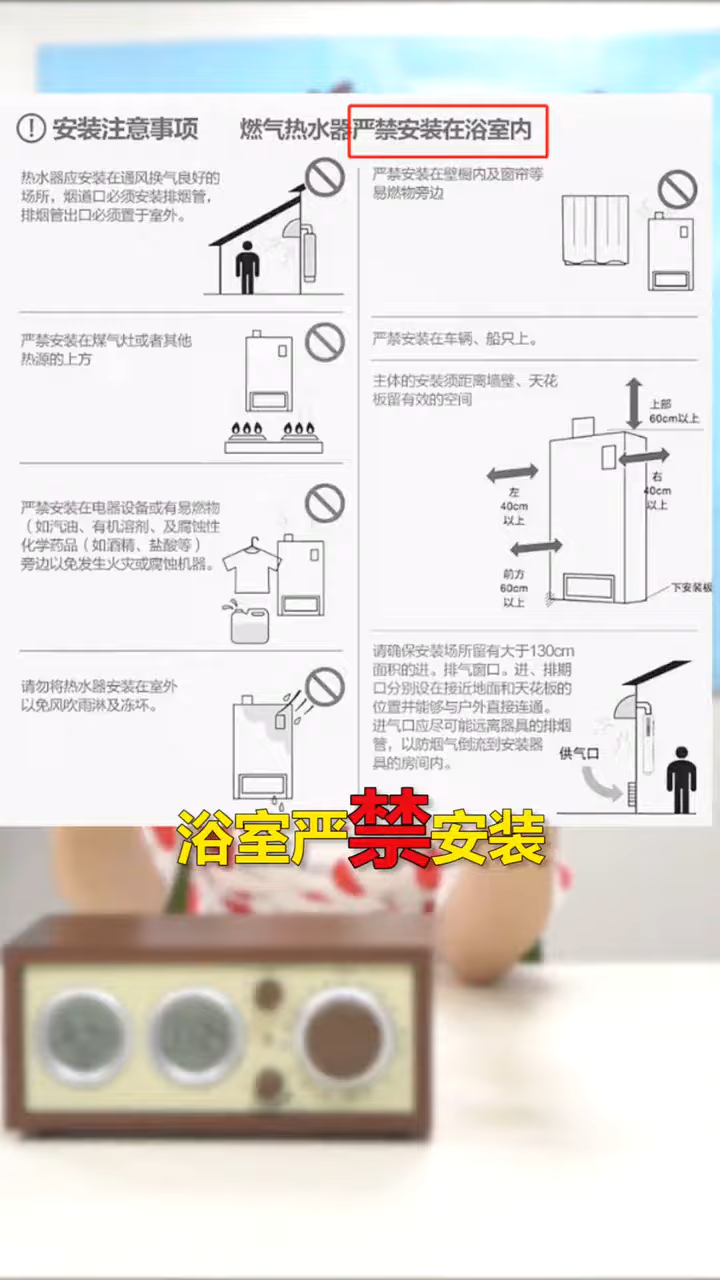 安装注意事项
燃气热水器严禁安装在浴室内
热水器应安装在通风换气良好的
场所，烟道口必须安装排烟管，
排烟管出口必须置于室外。
严禁安装在煤气灶或者其他
热源的上方
严禁安装在电器设备或有易燃物
（如汽油、有机溶剂、及腐蚀性
化学药品（如酒精、盐酸等）
旁边以免发生火灾或腐蚀机器。
请勿将热水器安装在室外
以免风吹雨淋及冻坏。
严禁安装在壁橱内及窗帘等
易燃物旁边
严禁安装在车辆、船只上。
主体的安装须距离墙壁、天花
板留有效的空间
上部
60cm以上
右
40cm
以上
左
40cm
以上
前方
60cm
以上
下安装板
请确保安装场所留有大于130cm
面积的进、排气窗口。进、排期
口分别设在接近地面和天花板的
位置并能够与户外直接连通。
进气口应尽可能远离器具的排烟
管，以防烟气倒流到安装器
具的房间内。
供气口
浴室严禁安装